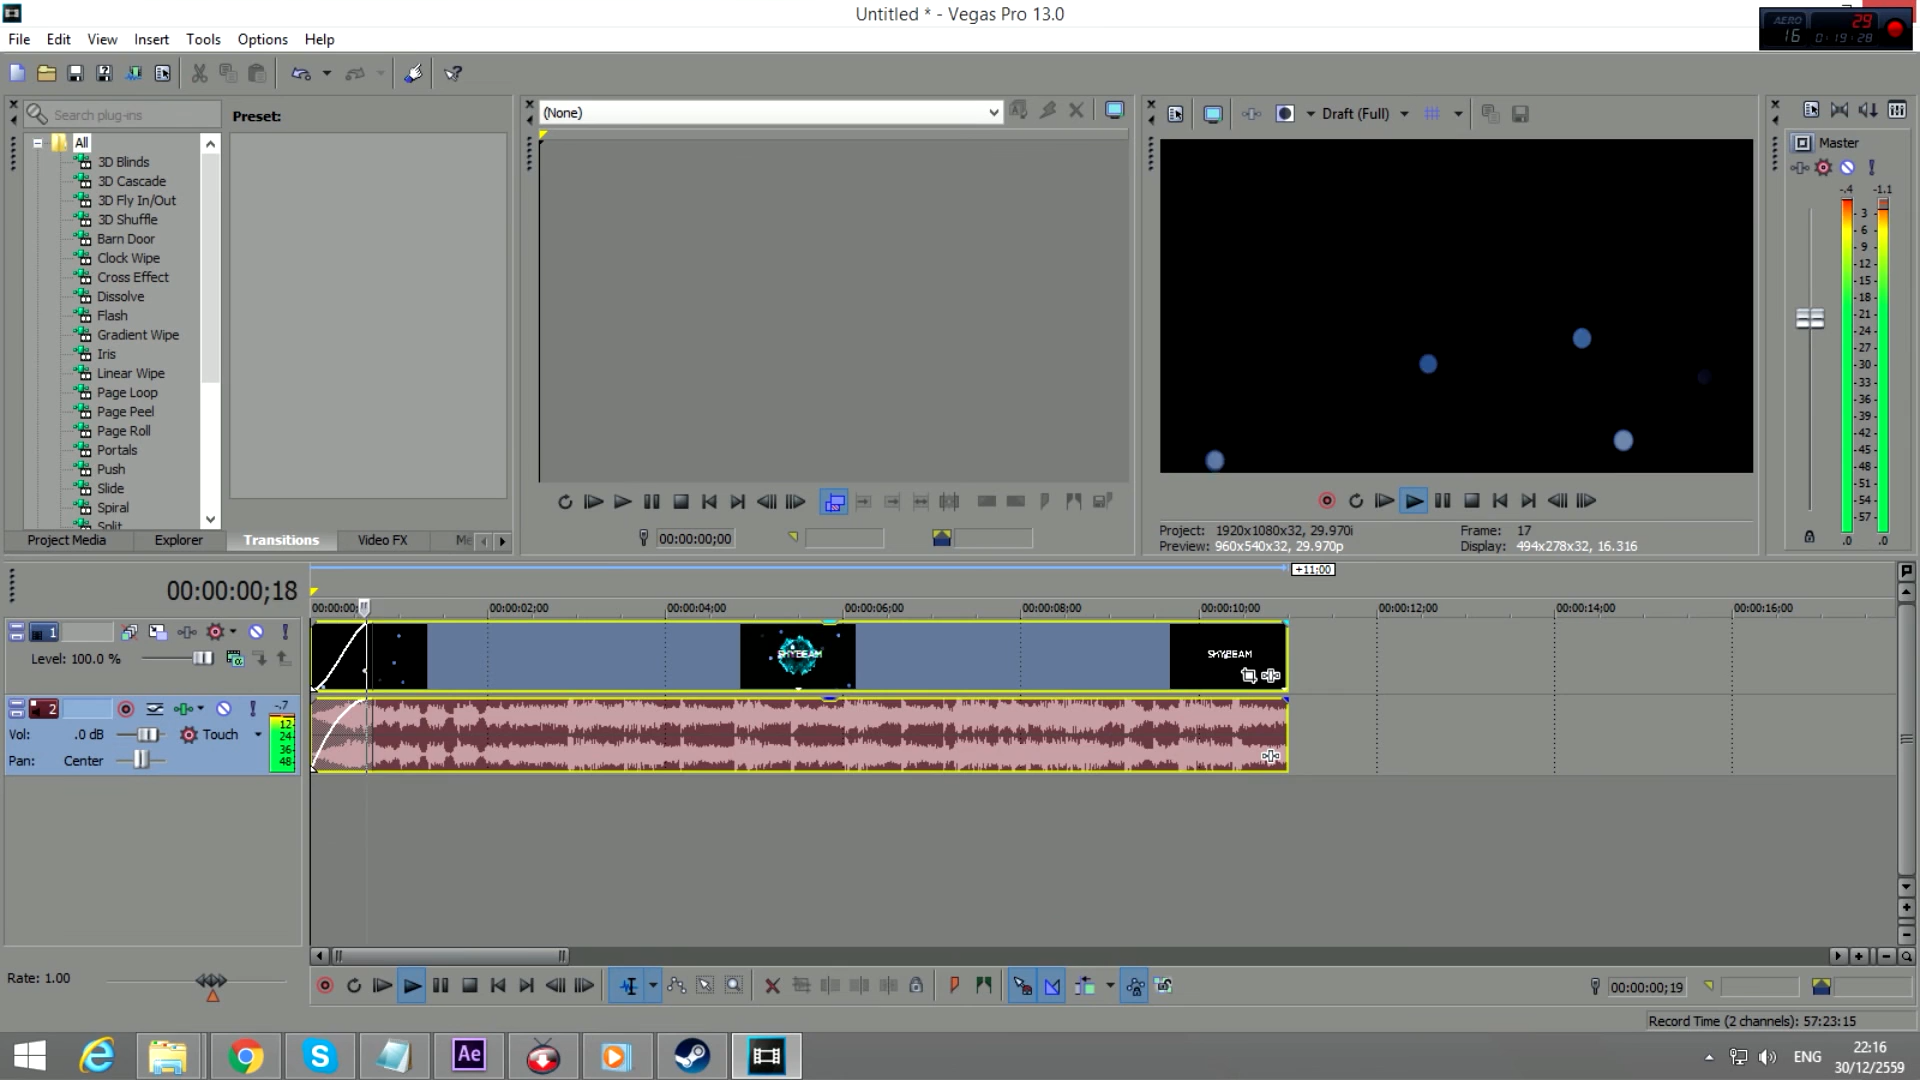 Untitled * - Vegas Pro 13.0
AERO 29
16 0:19:28
File Edit View Insert Tools Options Help
Search plug-ins
Preset:
All
3D Blinds
3D Cascade
3D Fly In/Out
3D Shuffle
Barn Door
Clock Wipe
Cross Effect
Dissolve
Flash
Gradient Wipe
Iris
Linear Wipe
Page Loop
Page Peel
Page Roll
Portals
Push
Slide
Spiral
Split
Project Media Explorer Transitions Video FX Me
(None)
00:00:00;00
Draft (Full)
Project: 1920x1080x32, 29.970i
Preview: 960x540x32, 29.970p
Frame: 17
Display: 494x278x32, 16.316
Master
-.4 -1.1
- 3 -
- 6 -
- 9 -
-12-
-15-
-18-
-21-
-24-
-27-
-30-
-33-
-36-
-39-
-42-
-45-
-48-
-51-
-54-
-57-
.0 .0
00:00:00;18
+11:00
00:00:00; 00:00:02;00 00:00:04;00 00:00:06;00 00:00:08;00 00:00:10;00 00:00:12;00 00:00:14;00 00:00:16;00
1
Level: 100.0 %
SKYBEAM
SKYBEAM
2
-.7
12
24
36
48
Vol: .0 dB Touch
Pan: Center
Rate: 1.00
00:00:00;19
Record Time (2 channels): 57:23:15
Ae
ENG
22:16
30/12/2559